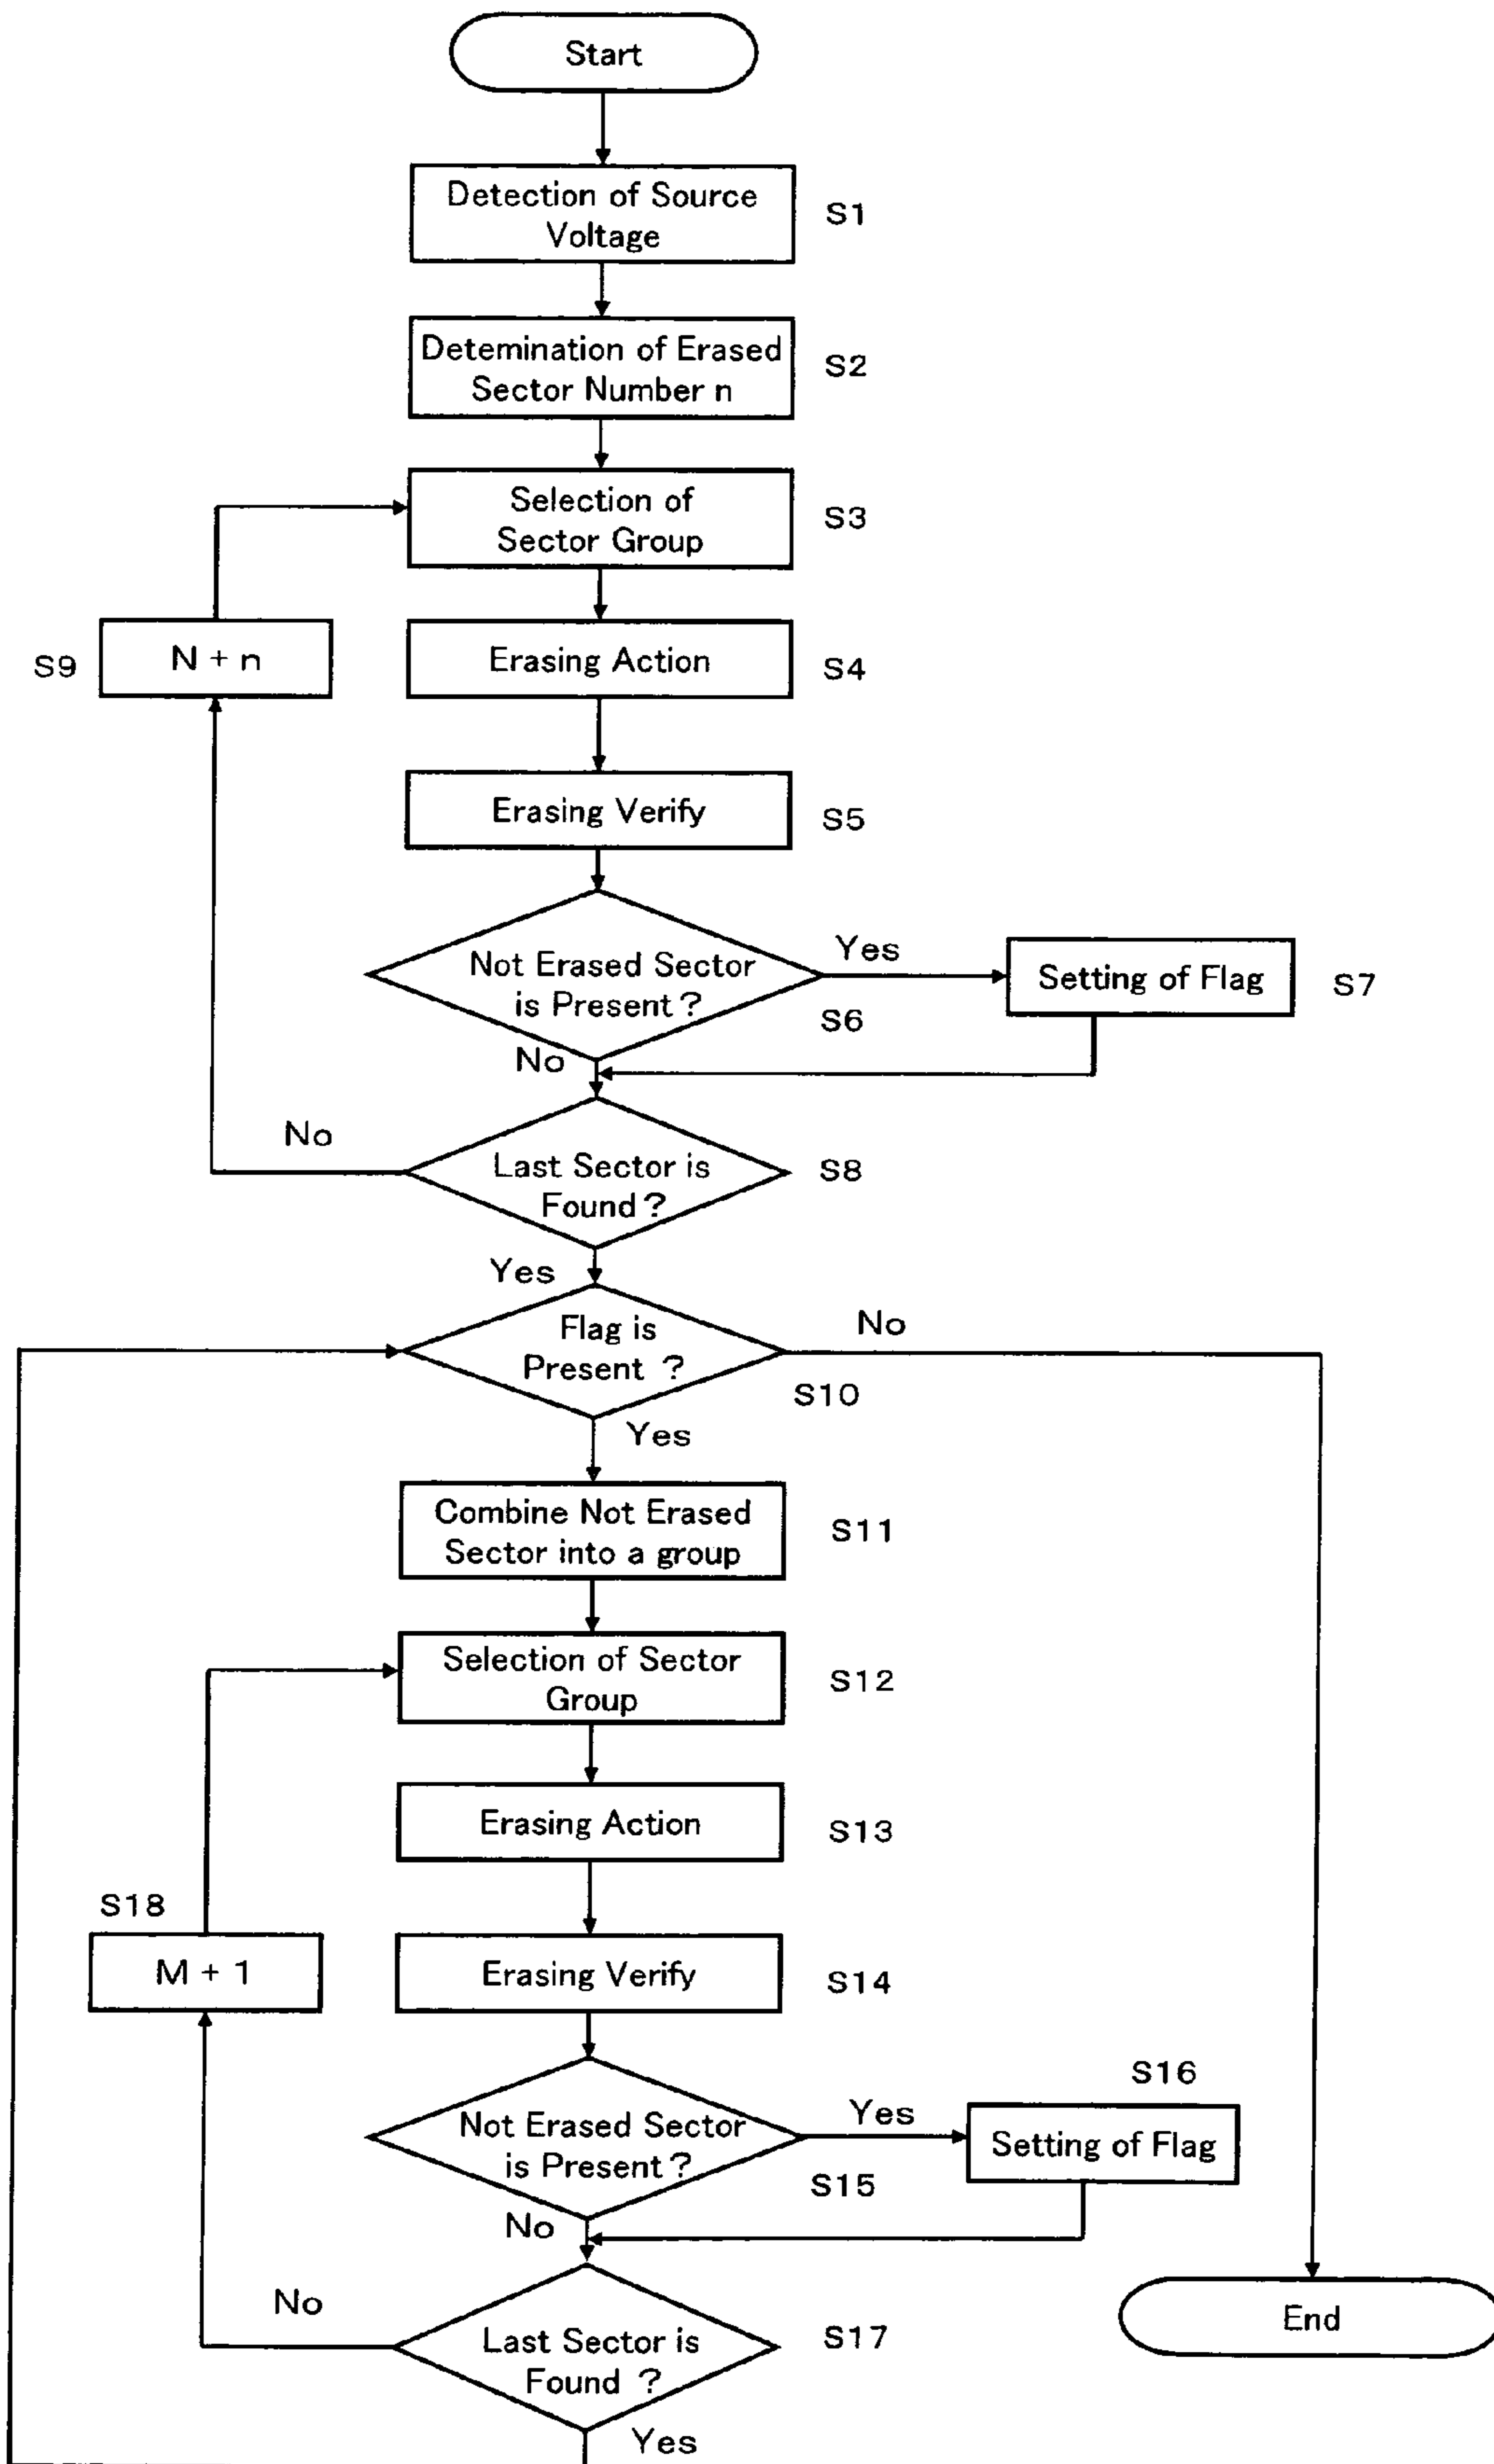 Start
Detection of Source
Voltage
S1
Detemination of Erased
Sector Number n
S2
Selection of
Sector Group
S3
S9
N + n
Erasing Action
S4
Erasing Verify
S5
Not Erased Sector
is Present ?
S6
Yes
Setting of Flag
S7
No
No
Last Sector is
Found ?
S8
Yes
Flag is
Present ?
No
S10
Yes
Combine Not Erased
Sector into a group
S11
Selection of Sector
Group
S12
Erasing Action
S13
S18
M + 1
Erasing Verify
S14
Not Erased Sector
is Present ?
S15
Yes
S16
Setting of Flag
No
No
Last Sector is
Found ?
S17
Yes
End